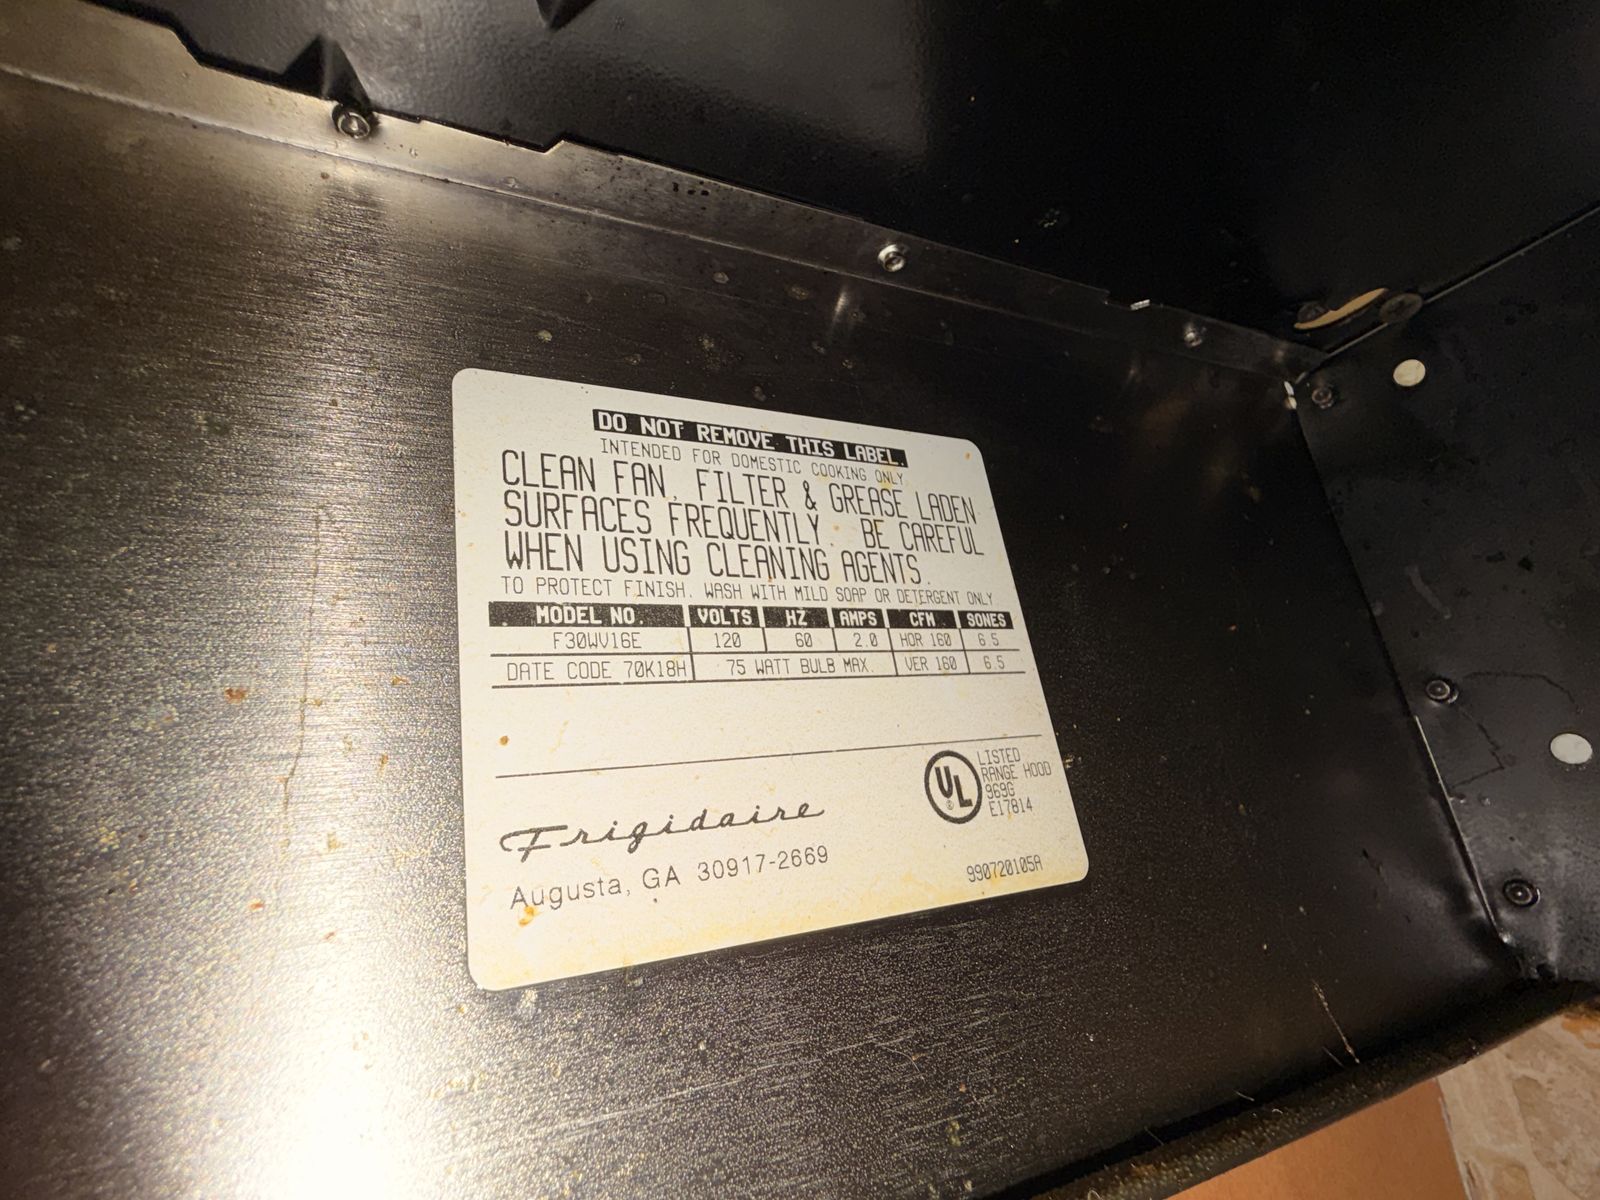 DO NOT REMOVE THIS LABEL.
INTENDED FOR DOMESTIC COOKING ONLY.
CLEAN FAN, FILTER & GREASE LADEN
SURFACES FREQUENTLY. BE CAREFUL
WHEN USING CLEANING AGENTS.
TO PROTECT FINISH, WASH WITH MILD SOAP OR DETERGENT ONLY
MODEL NO. VOLTS HZ AMPS CFM SONES
F30WV16E 120 60 2.0 HOR 160 6.5
DATE CODE 70K18H 75 WATT BULB MAX. VER 160 6.5
UL
®
LISTED
RANGE HOOD
969G
E17814
Frigidaire
Augusta, GA 30917-2669
990720105A